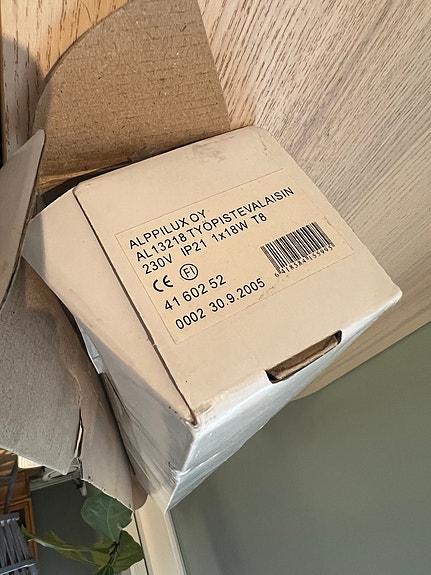 ALPPILUX OY
AL13218 TYÖPISTEVALAISIN
230V IP21 1x18W T8
CE FI
41 602 52
0002 30.9.2005